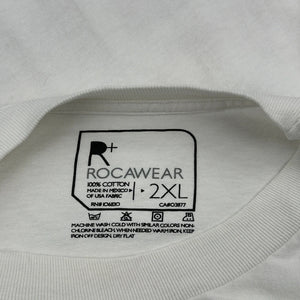 R+
ROCAWEAR
100% COTTON
MADE IN MEXICO
OF USA FABRIC
2XL
MACHINE WASH COLD WITH SIMILAR COLORS NON-
CHLORINE BLEACH, WHEN NEEDED WARM IRON, KEEP
IRON OFF DESIGN, DRY FLAT